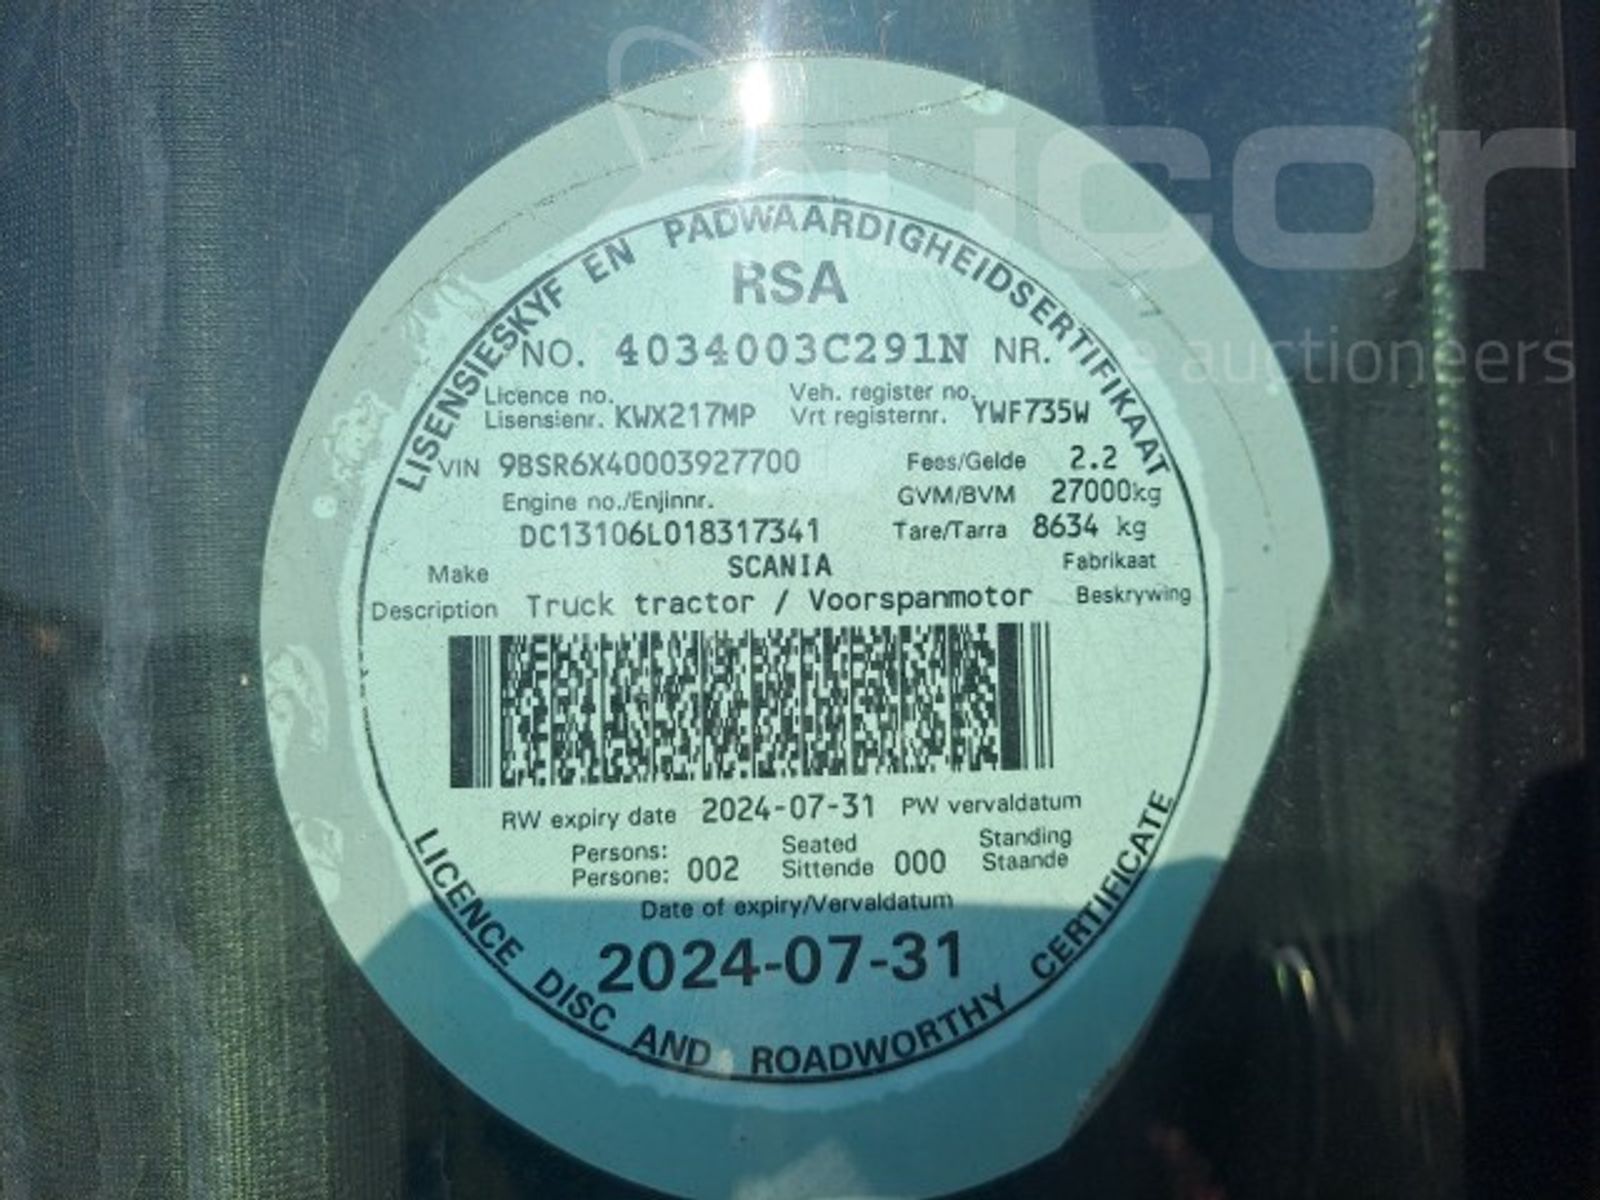 LISENSIESKYF EN PADWAARDIGHEIDSERTIFIKAAT
RSA
NO. 4034003C291N NR.
Licence no. Veh. register no.
Lisensienr. KWX217MP Vrt registernr. YWF735W
VIN 9BSR6X40003927700 Fees/Gelde 2.2
Engine no./Enjinnr. GVM/BVM 27000kg
DC13106L018317341 Tare/Tarra 8634 kg
Make SCANIA Fabrikaat
Description Truck tractor / Voorspanmotor Beskrywing
RW expiry date 2024-07-31 PW vervaldatum
Persons: Seated Standing
Persone: 002 Sittende 000 Staande
Date of expiry/Vervaldatum
2024-07-31
LICENCE DISC AND ROADWORTHY CERTIFICATE
auctioneers